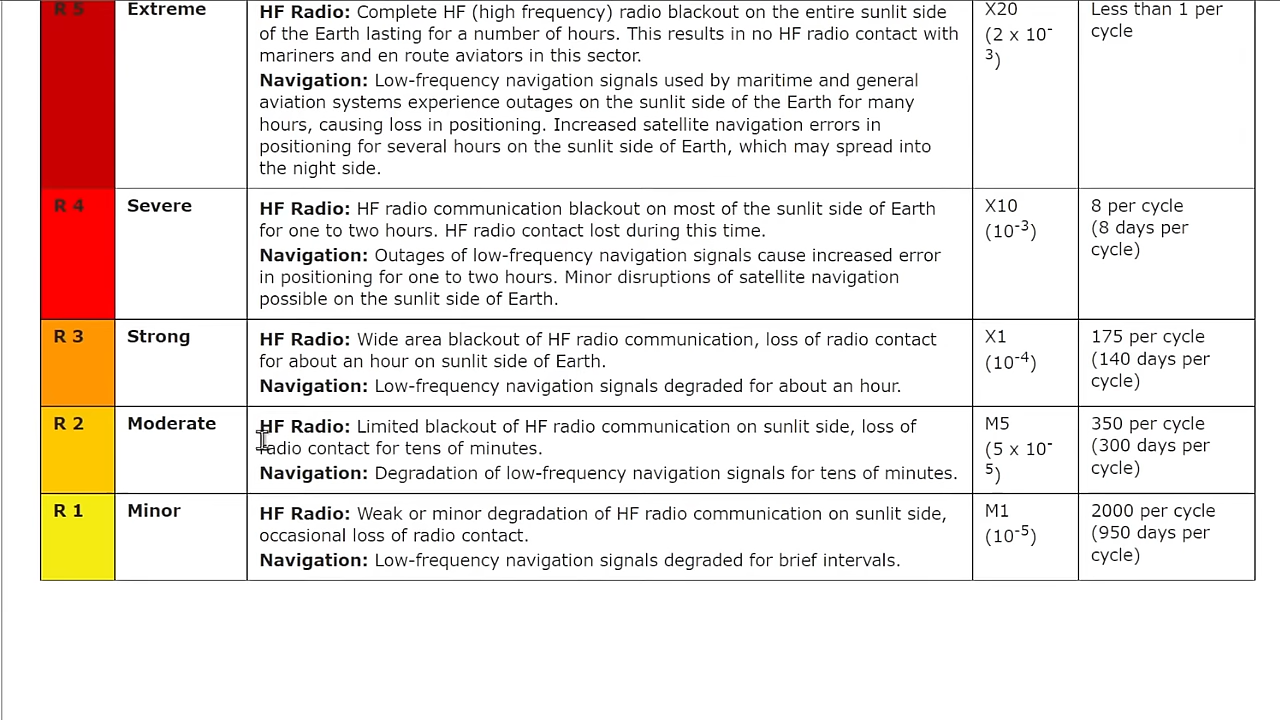 R 5
Extreme
HF Radio: Complete HF (high frequency) radio blackout on the entire sunlit side
of the Earth lasting for a number of hours. This results in no HF radio contact with
mariners and en route aviators in this sector.
Navigation: Low-frequency navigation signals used by maritime and general
aviation systems experience outages on the sunlit side of the Earth for many
hours, causing loss in positioning. Increased satellite navigation errors in
positioning for several hours on the sunlit side of Earth, which may spread into
the night side.
X20
(2 x 10-
3)
Less than 1 per
cycle
R 4
Severe
HF Radio: HF radio communication blackout on most of the sunlit side of Earth
for one to two hours. HF radio contact lost during this time.
Navigation: Outages of low-frequency navigation signals cause increased error
in positioning for one to two hours. Minor disruptions of satellite navigation
possible on the sunlit side of Earth.
X10
(10-3)
8 per cycle
(8 days per
cycle)
R 3
Strong
HF Radio: Wide area blackout of HF radio communication, loss of radio contact
for about an hour on sunlit side of Earth.
Navigation: Low-frequency navigation signals degraded for about an hour.
X1
(10-4)
175 per cycle
(140 days per
cycle)
R 2
Moderate
HF Radio: Limited blackout of HF radio communication on sunlit side, loss of
radio contact for tens of minutes.
Navigation: Degradation of low-frequency navigation signals for tens of minutes.
M5
(5 x 10-
5)
350 per cycle
(300 days per
cycle)
R 1
Minor
HF Radio: Weak or minor degradation of HF radio communication on sunlit side,
occasional loss of radio contact.
Navigation: Low-frequency navigation signals degraded for brief intervals.
M1
(10-5)
2000 per cycle
(950 days per
cycle)